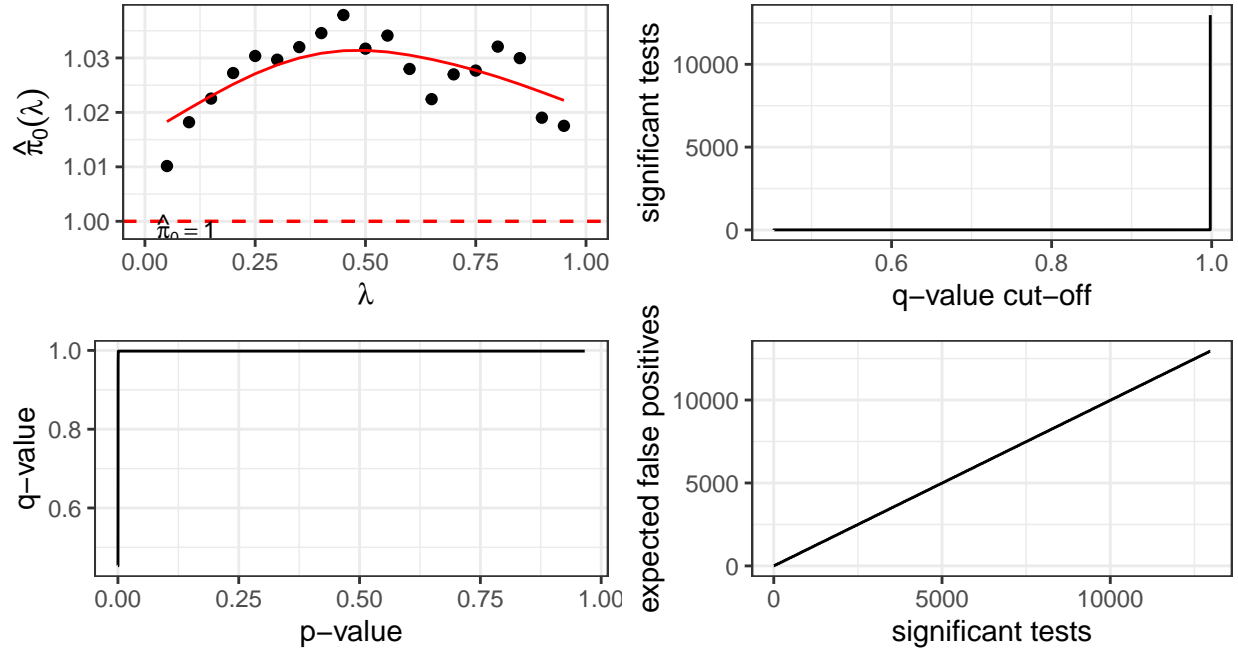 π̂₀(λ)
1.03
1.02
1.01
1.00
π̂₀ = 1
0.00 0.25 0.50 0.75 1.00
λ
significant tests
10000
5000
0
0.6 0.8 1.0
q−value cut−off
q−value
1.0
0.8
0.6
0.00 0.25 0.50 0.75 1.00
p−value
expected false positives
10000
5000
0
0 5000 10000
significant tests